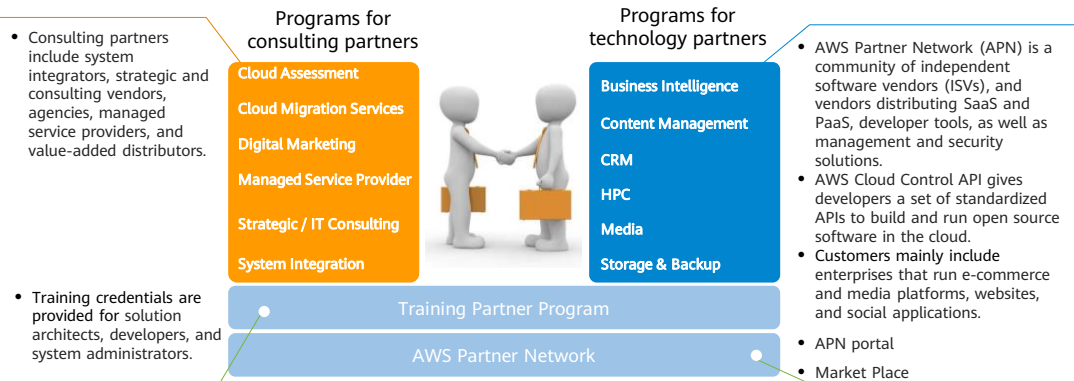 Programs for
consulting partners
Programs for
technology partners
• Consulting partners
include system
integrators, strategic and
consulting vendors,
agencies, managed
service providers, and
value-added distributors.
Cloud Assessment
Cloud Migration Services
Digital Marketing
Managed Service Provider
Strategic / IT Consulting
System Integration
Business Intelligence
Content Management
CRM
HPC
Media
Storage & Backup
• AWS Partner Network (APN) is a
community of independent
software vendors (ISVs), and
vendors distributing SaaS and
PaaS, developer tools, as well as
management and security
solutions.
• AWS Cloud Control API gives
developers a set of standardized
APIs to build and run open source
software in the cloud.
• Customers mainly include
enterprises that run e-commerce
and media platforms, websites,
and social applications.
• Training credentials are
provided for solution
architects, developers, and
system administrators.
Training Partner Program
AWS Partner Network
• APN portal
• Market Place